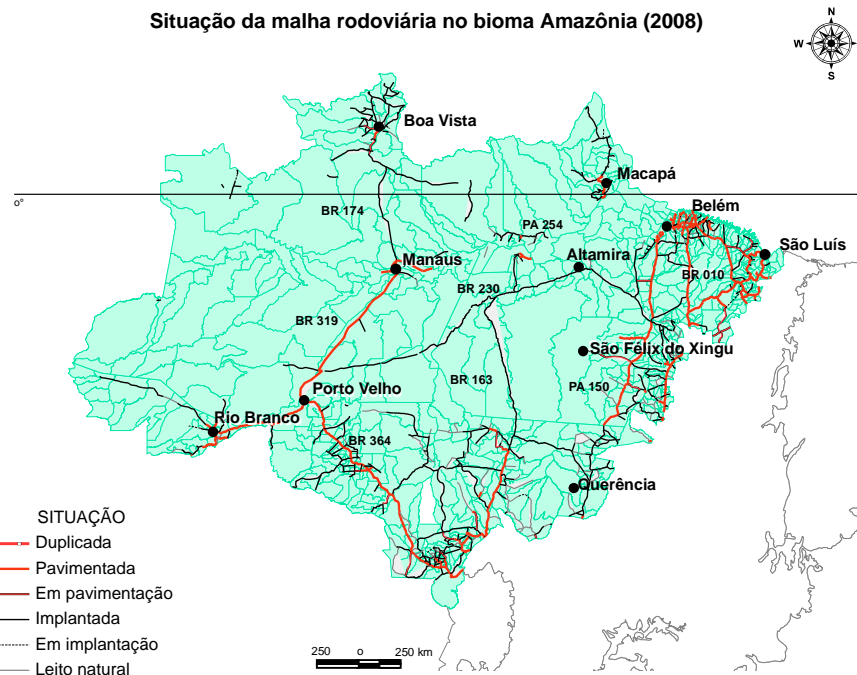 Situação da malha rodoviária no bioma Amazônia (2008)
N
W E
S
Boa Vista
Macapá
0°
BR 174
PA 254
Belém
Manaus
Altamira
São Luís
BR 010
BR 230
BR 319
São Félix do Xingu
BR 163
PA 150
Porto Velho
Rio Branco
BR 364
Querência
SITUAÇÃO
Duplicada
Pavimentada
Em pavimentação
Implantada
Em implantação
Leito natural
250 0 250 km